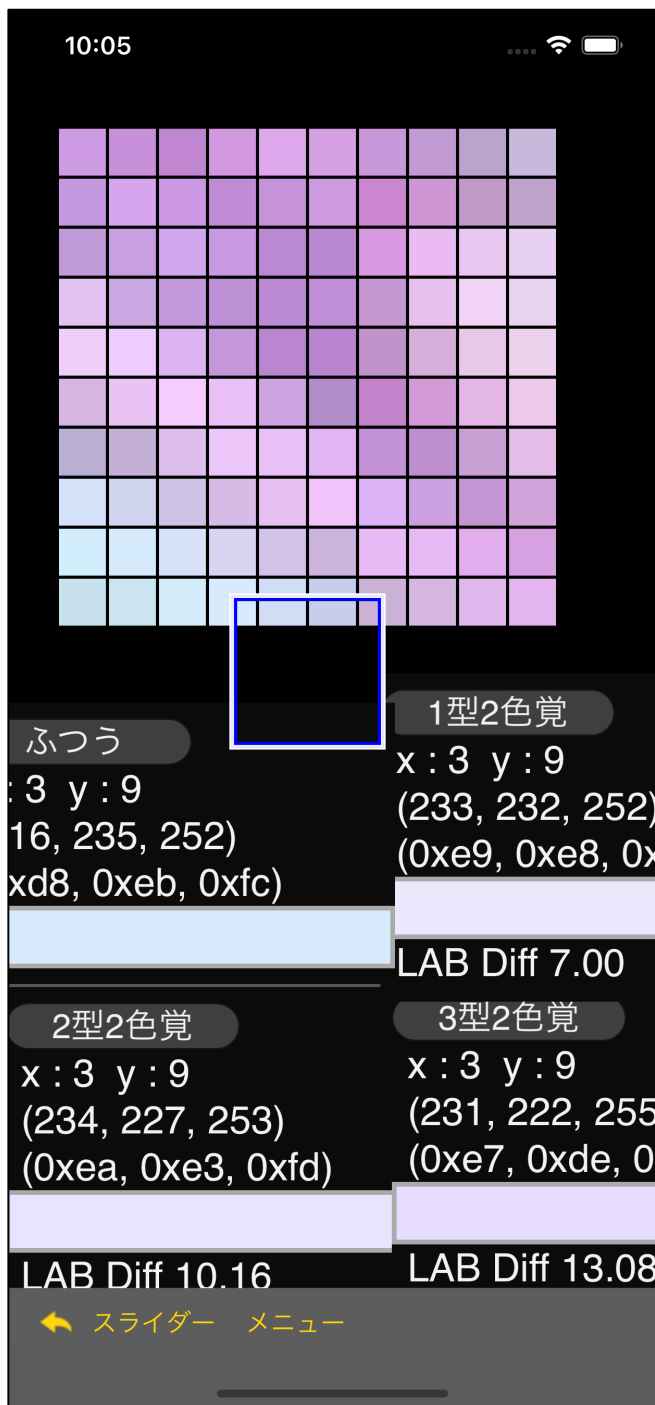 10:05
ふつう
: 3 y : 9
16, 235, 252)
xd8, 0xeb, 0xfc)
1型2色覚
x : 3 y : 9
(233, 232, 252)
(0xe9, 0xe8, 0x
LAB Diff 7.00
2型2色覚
x : 3 y : 9
(234, 227, 253)
(0xea, 0xe3, 0xfd)
LAB Diff 10.16
3型2色覚
x : 3 y : 9
(231, 222, 255
(0xe7, 0xde, 0
LAB Diff 13.08
スライダー メニュー